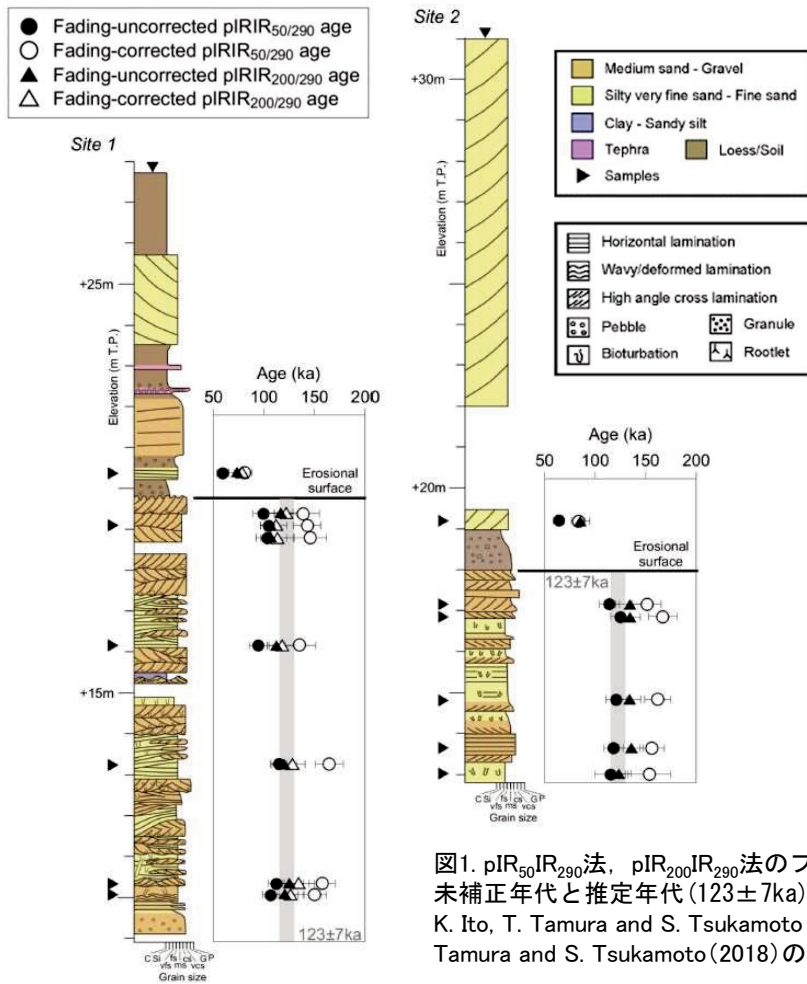 Fading-uncorrected pIRIR50/290 age
Fading-corrected pIRIR50/290 age
Fading-uncorrected pIRIR200/290 age
Fading-corrected pIRIR200/290 age
Site 1
Elevation (m T.P.)
+25m
+15m
Age (ka)
50 100 150 200
Erosional
surface
123±7ka
C Si fs cs G P
vfs ms vcs
Grain size
Site 2
+30m
Elevation (m T.P.)
+20m
Age (ka)
50 100 150 200
Erosional
surface
123±7ka
C Si fs cs G P
vfs ms vcs
Grain size
Medium sand - Gravel
Silty very fine sand - Fine sand
Clay - Sandy silt
Tephra Loess/Soil
Samples
Horizontal lamination
Wavy/deformed lamination
High angle cross lamination
Pebble Granule
Bioturbation Rootlet
図1. pIR50IR290法, pIR200IR290法のフ
未補正年代と推定年代(123±7ka)
K. Ito, T. Tamura and S. Tsukamoto
Tamura and S. Tsukamoto(2018)の